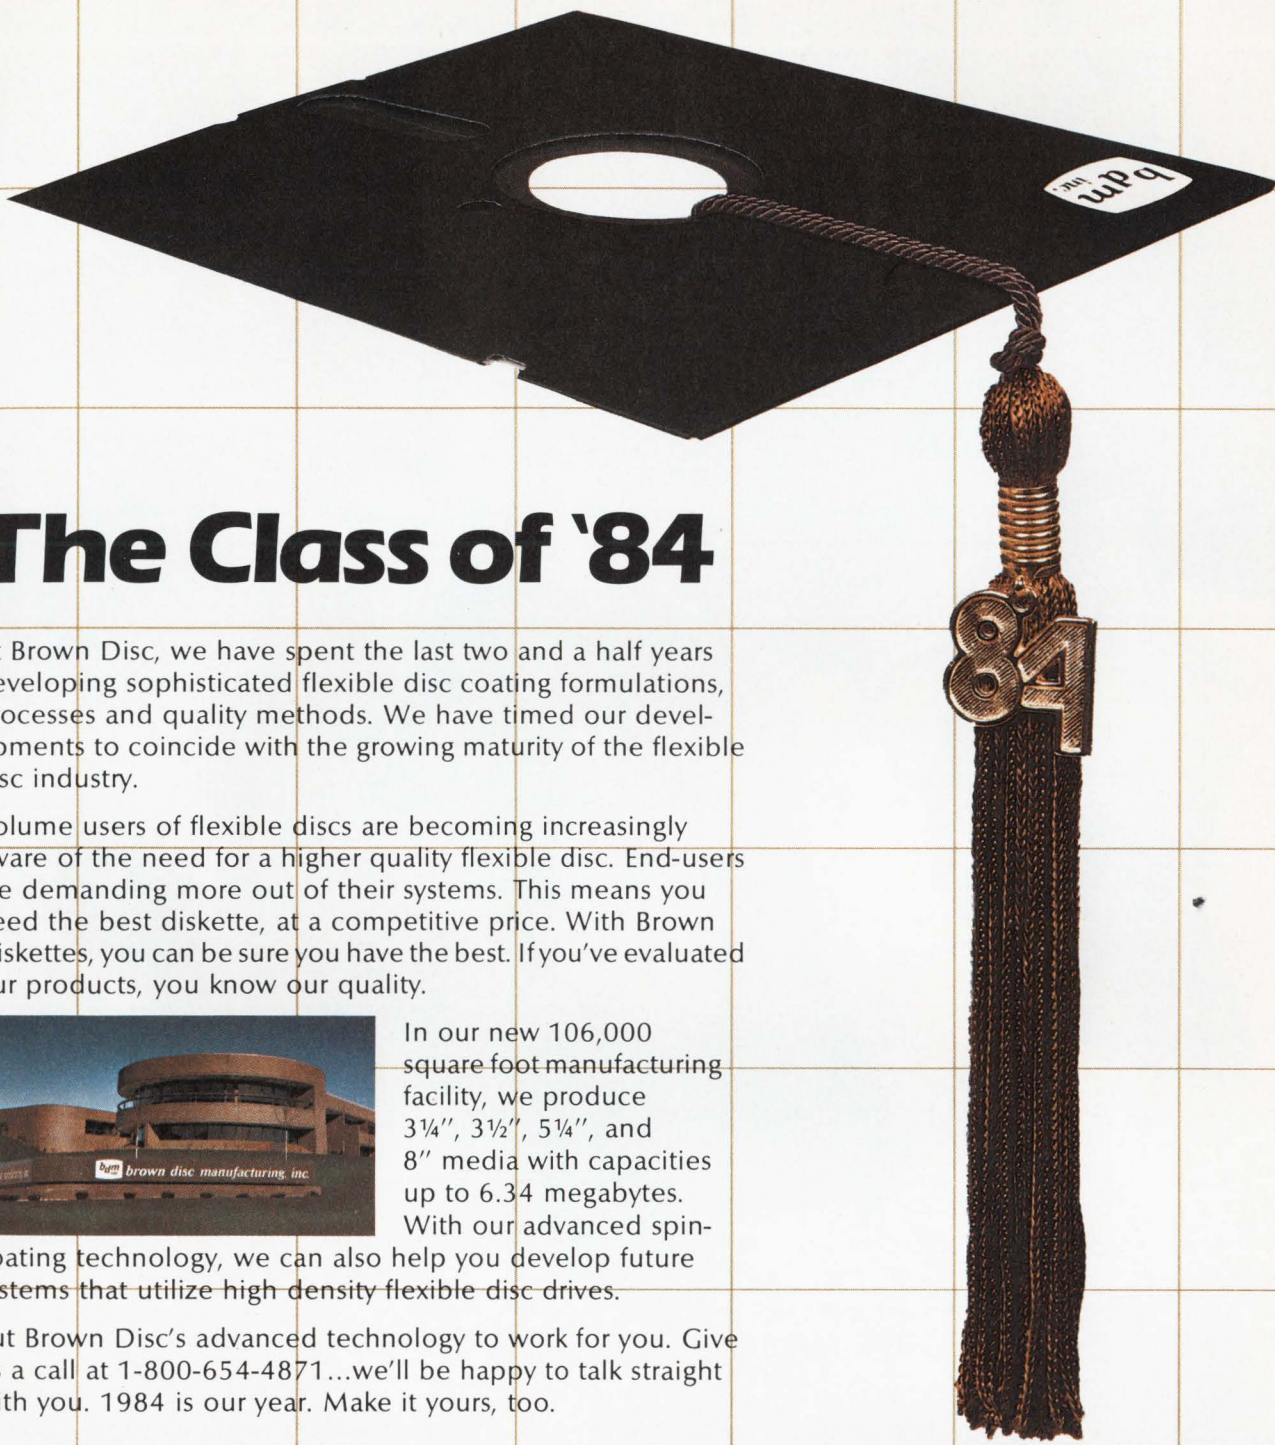 bdm
inc.
The Class of ‘84
84
t Brown Disc, we have spent the last two and a half years
eveloping sophisticated flexible disc coating formulations,
ocesses and quality methods. We have timed our devel-
pments to coincide with the growing maturity of the flexible
sc industry.
olume users of flexible discs are becoming increasingly
ware of the need for a higher quality flexible disc. End-users
e demanding more out of their systems. This means you
eed the best diskette, at a competitive price. With Brown
iskettes, you can be sure you have the best. If you've evaluated
ur products, you know our quality.
In our new 106,000
square foot manufacturing
facility, we produce
3¼″, 3½″, 5¼″, and
8″ media with capacities
up to 6.34 megabytes.
With our advanced spin-
bdm brown disc manufacturing, inc.
oating technology, we can also help you develop future
stems that utilize high density flexible disc drives.
ut Brown Disc's advanced technology to work for you. Give
s a call at 1-800-654-4871...we'll be happy to talk straight
ith you. 1984 is our year. Make it yours, too.